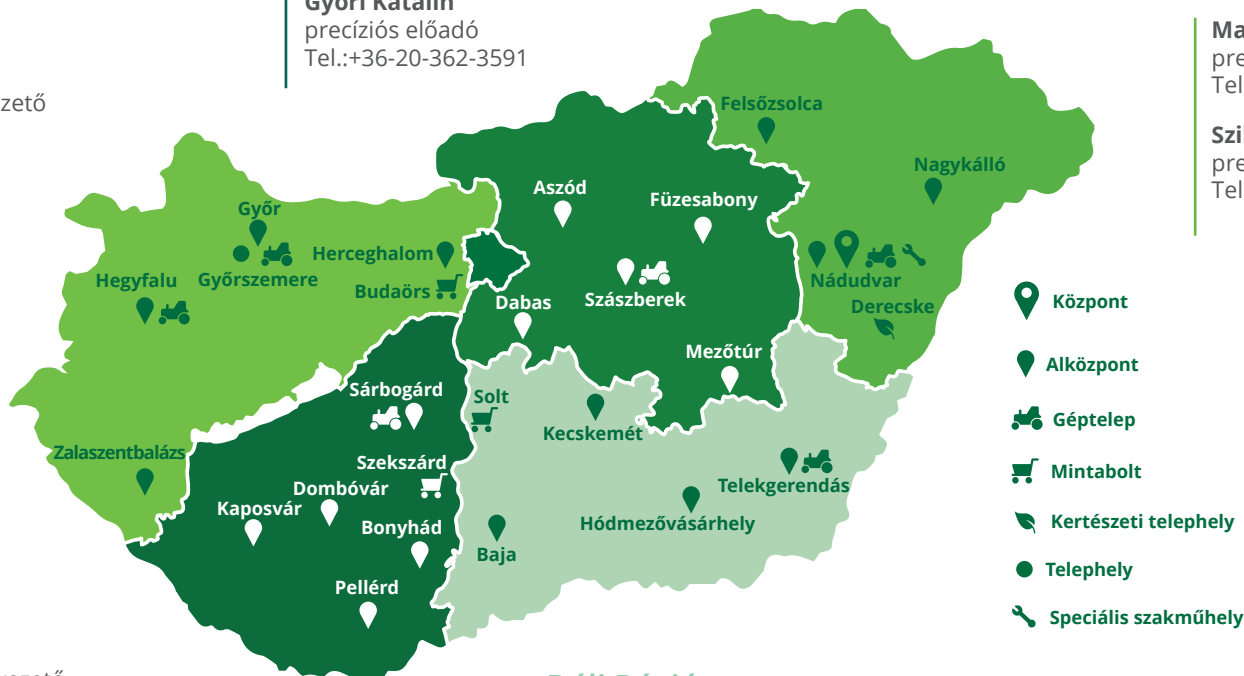 Győri Katalin
precíziós előadó
Tel.:+36-20-362-3591
Felsőzsolca
Nagykálló
Aszód
Füzesabony
Győr
Győrszemere
Hegyfalu
Herceghalom
Budaörs
Dabas
Szászberek
Nádudvar
Derecske
Mezőtúr
Sárbogárd
Solt
Kecskemét
Zalaszentbalázs
Szekszárd
Dombóvár
Kaposvár
Bonyhád
Telekgerendás
Hódmezővásárhely
Baja
Pellérd
Központ
Alközpont
Géptelep
Mintabolt
Kertészeti telephely
Telephely
Speciális szakműhely